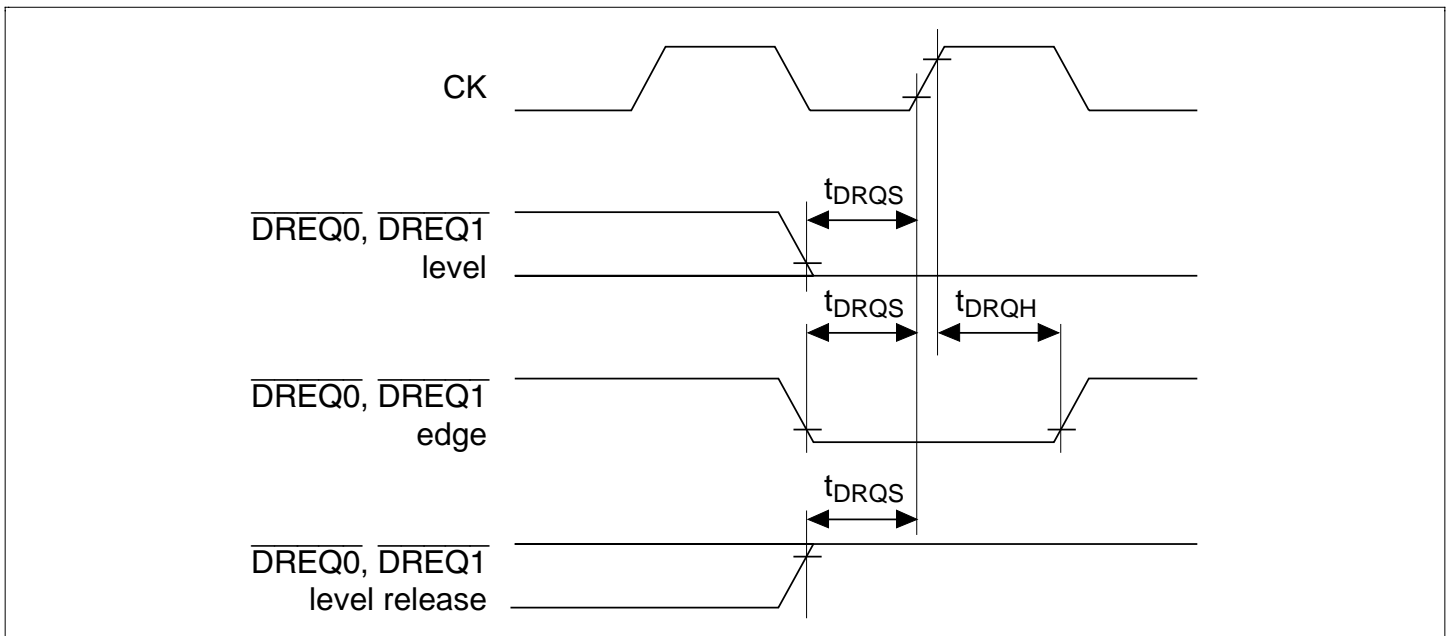 CK
tDRQS
DREQ0, DREQ1
level
tDRQS tDRQH
DREQ0, DREQ1
edge
tDRQS
DREQ0, DREQ1
level release